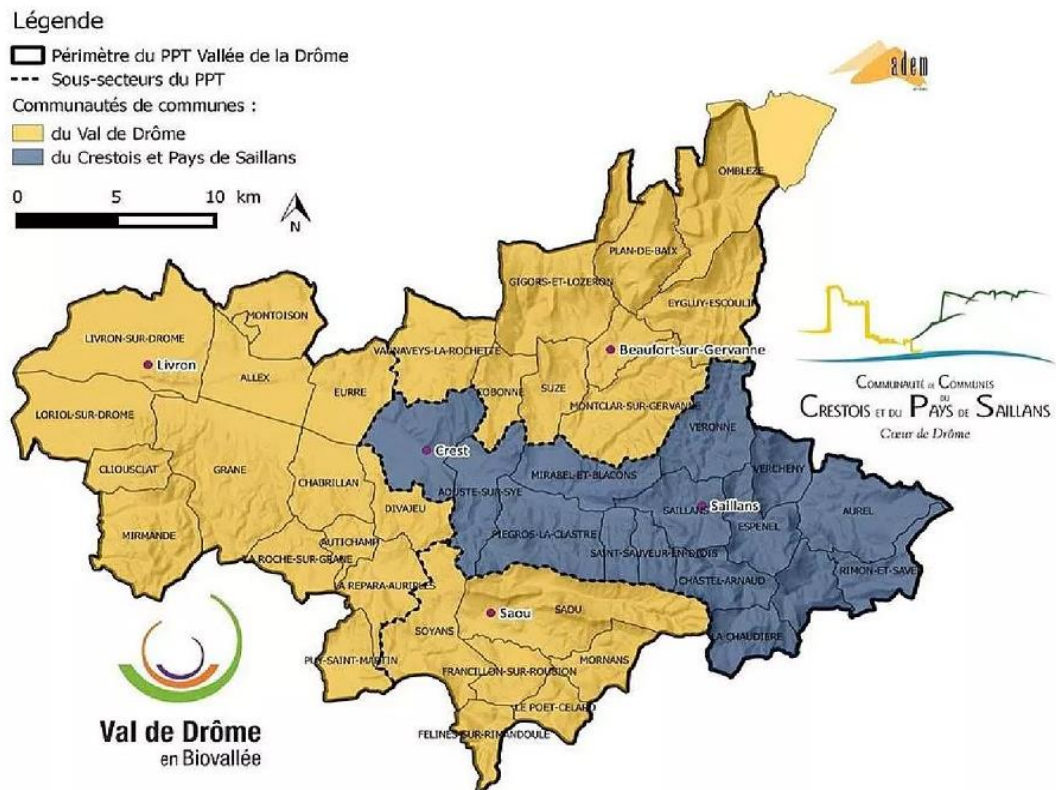 Légende
Périmètre du PPT Vallée de la Drôme
Sous-secteurs du PPT
Communautés de communes :
du Val de Drôme
du Crestois et Pays de Saillans
0 5 10 km
N
adem
OMBLEZE
PLAN-DE-BAIX
GIGORS-ET-LOZERON
EYGLUY-ESCOULIN
MONTOISON
LIVRON-SUR-DROME
Livron
ALLEX
VAUNAVEYS-LA-ROCHETTE
Beaufort-sur-Gervanne
EURRE
COBONNE
SUZE
MONTCLAR-SUR-GERVANNE
LORIOL-SUR-DROME
COMMUNAUTÉ DE COMMUNES
DU
CRESTOIS ET DU PAYS DE SAILLANS
Cœur de Drôme
VERONNE
Crest
CLIOUSCLAT
GRANE
CHABRILLAN
MIRABEL-ET-BLACONS
VERCHENY
AOUSTE-SUR-SYE
DIVAJEU
SAILLANS
Saillans
AUREL
ESPENEL
MIRMANDE
AUTICHAMP
PIEGROS-LA-CLASTRE
LA ROCHE-SUR-GRANE
SAINT-SAUVEUR-EN-DIOIS
RIMON-ET-SAVEL
LA REPARA-AURIPLES
CHASTEL-ARNAUD
Saou
SAOU
SOYANS
LA CHAUDIERE
PUY-SAINT-MARTIN
MORNANS
FRANCILLON-SUR-ROUBION
LE POET-CELARD
FELINES-SUR-RIMANDOULE
Val de Drôme
en Biovallée